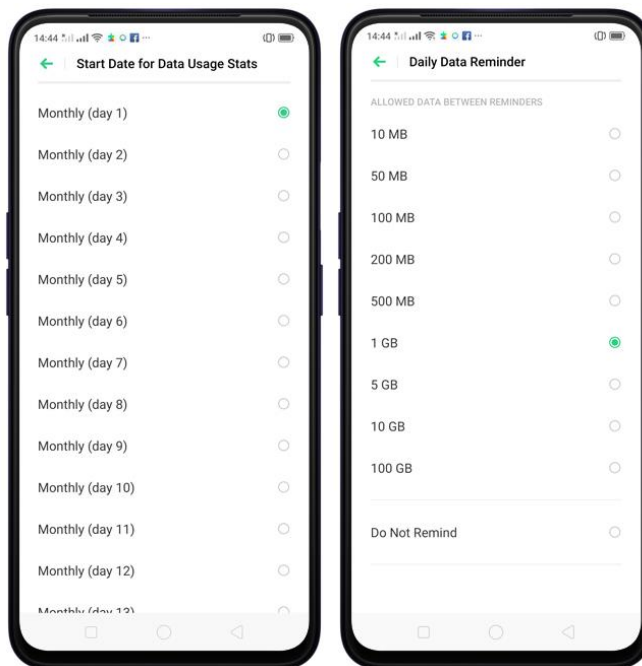 14:44
Start Date for Data Usage Stats
Monthly (day 1)
Monthly (day 2)
Monthly (day 3)
Monthly (day 4)
Monthly (day 5)
Monthly (day 6)
Monthly (day 7)
Monthly (day 8)
Monthly (day 9)
Monthly (day 10)
Monthly (day 11)
Monthly (day 12)
Monthly (day 13)
14:44
Daily Data Reminder
ALLOWED DATA BETWEEN REMINDERS
10 MB
50 MB
100 MB
200 MB
500 MB
1 GB
5 GB
10 GB
100 GB
Do Not Remind